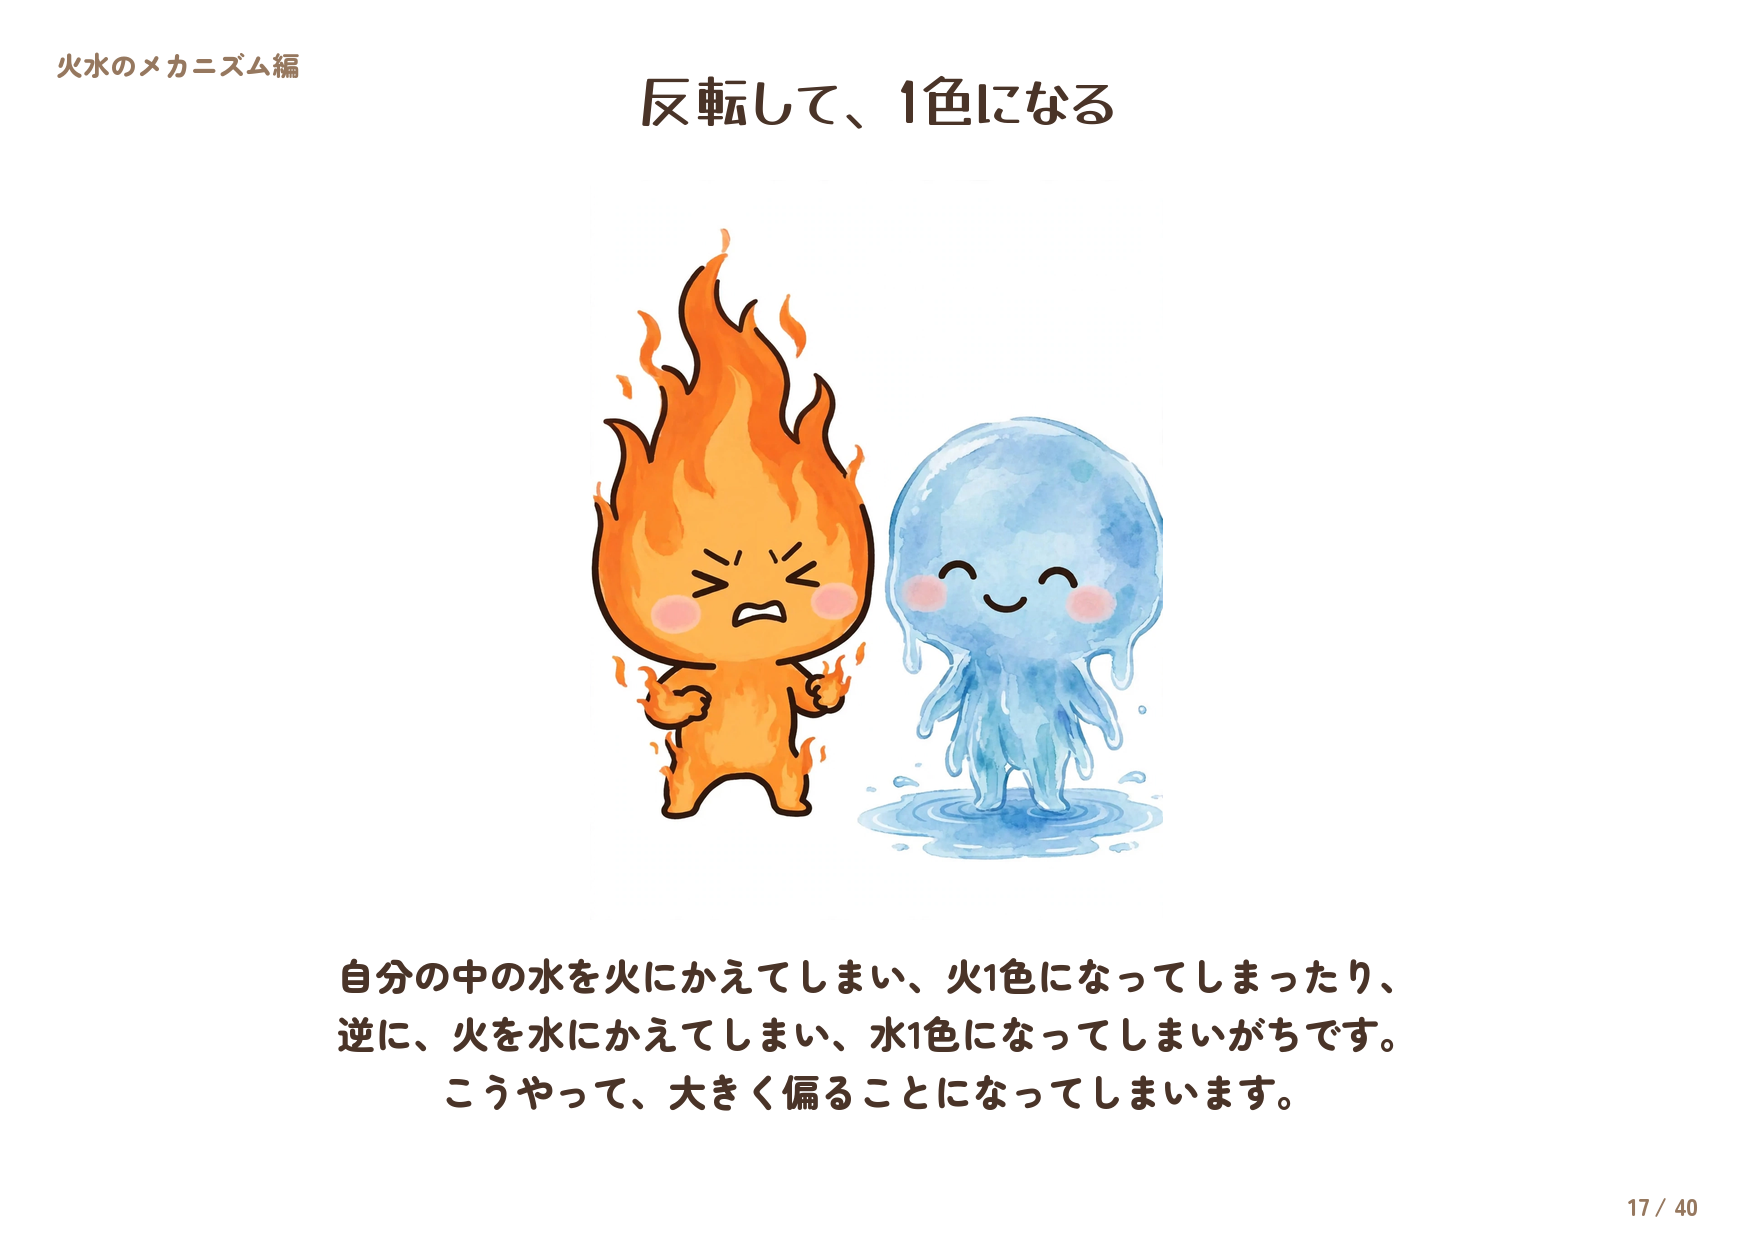 火水のメカニズム編
反転して、1色になる
自分の中の水を火にかえてしまい、火1色になってしまったり、
逆に、火を水にかえてしまい、水1色になってしまいがちです。
こうやって、大きく偏ることになってしまいます。
17 / 40